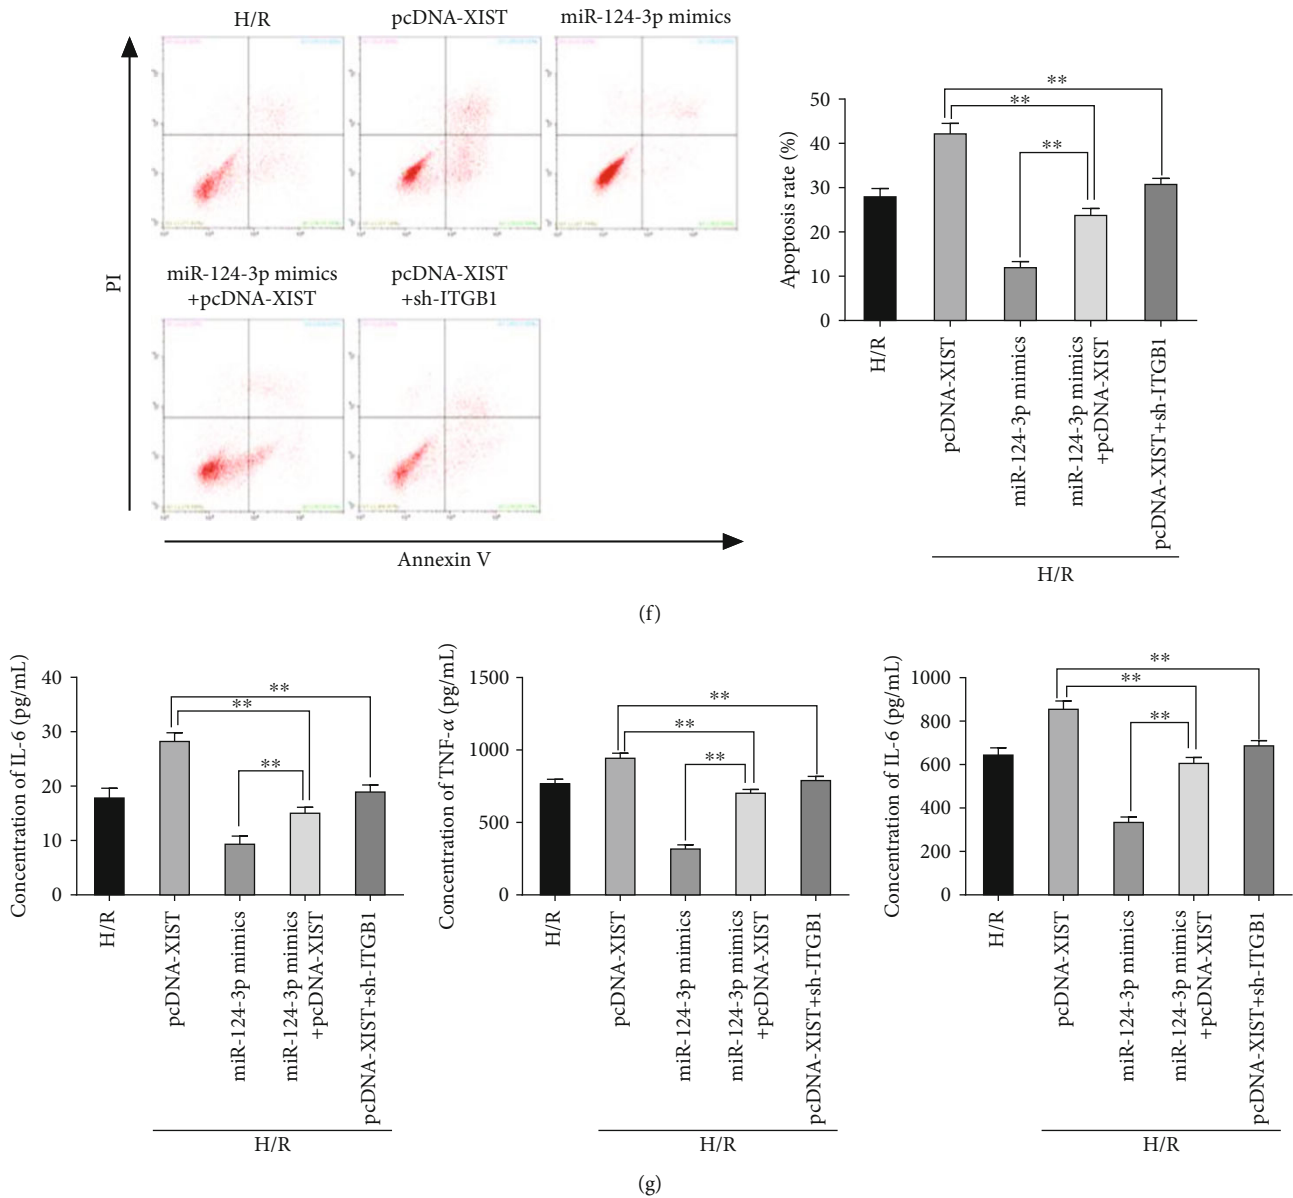 H/R
pcDNA-XIST
miR-124-3p mimics
miR-124-3p mimics
+pcDNA-XIST
pcDNA-XIST
+sh-ITGB1
PI
Annexin V
Apoptosis rate (%)
50
40
30
20
10
0
**
**
**
H/R
pcDNA-XIST
miR-124-3p mimics
miR-124-3p mimics
+pcDNA-XIST
pcDNA-XIST+sh-ITGB1
H/R
(f)
Concentration of IL-6 (pg/mL)
40
30
20
10
0
**
**
**
H/R
pcDNA-XIST
miR-124-3p mimics
miR-124-3p mimics
+pcDNA-XIST
pcDNA-XIST+sh-ITGB1
H/R
Concentration of TNF-α (pg/mL)
1500
1000
500
0
**
**
**
H/R
pcDNA-XIST
miR-124-3p mimics
miR-124-3p mimics
+pcDNA-XIST
pcDNA-XIST+sh-ITGB1
H/R
Concentration of IL-6 (pg/mL)
1000
800
600
400
200
0
**
**
**
H/R
pcDNA-XIST
miR-124-3p mimics
miR-124-3p mimics
+pcDNA-XIST
pcDNA-XIST+sh-ITGB1
H/R
(g)